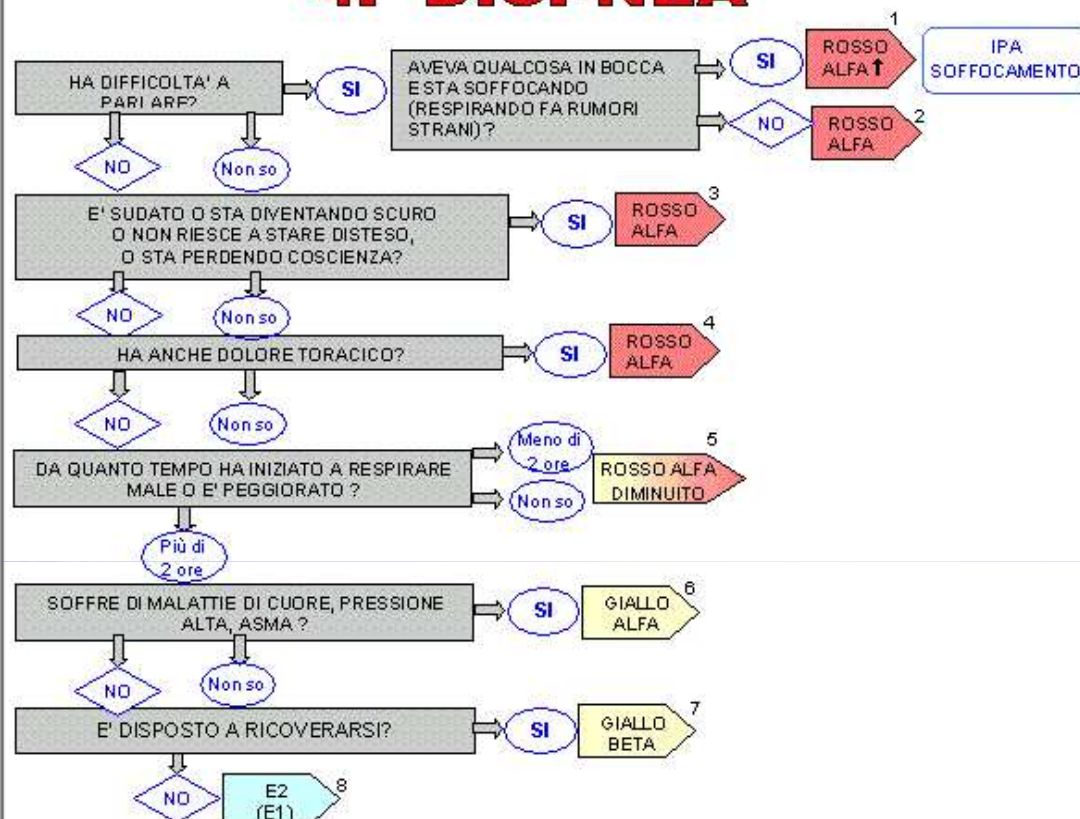 HA DIFFICOLTA' A
PARLARE?
SI
AVEVA QUALCOSA IN BOCCA
E STA SOFFOCANDO
(RESPIRANDO FA RUMORI
STRANI) ?
SI
1
ROSSO
ALFA↑
IPA
SOFFOCAMENTO
NO
2
ROSSO
ALFA
NO
Non so
E' SUDATO O STA DIVENTANDO SCURO
O NON RIESCE A STARE DISTESO,
O STA PERDENDO COSCIENZA?
SI
3
ROSSO
ALFA
NO
Non so
HA ANCHE DOLORE TORACICO?
SI
4
ROSSO
ALFA
NO
Non so
DA QUANTO TEMPO HA INIZIATO A RESPIRARE
MALE O E' PEGGIORATO ?
Meno di
2 ore
Non so
5
ROSSO ALFA
DIMINUITO
Più di
2 ore
SOFFRE DI MALATTIE DI CUORE, PRESSIONE
ALTA, ASMA ?
SI
6
GIALLO
ALFA
NO
Non so
E' DISPOSTO A RICOVERARSI?
SI
7
GIALLO
BETA
NO
8
E2
(E1)